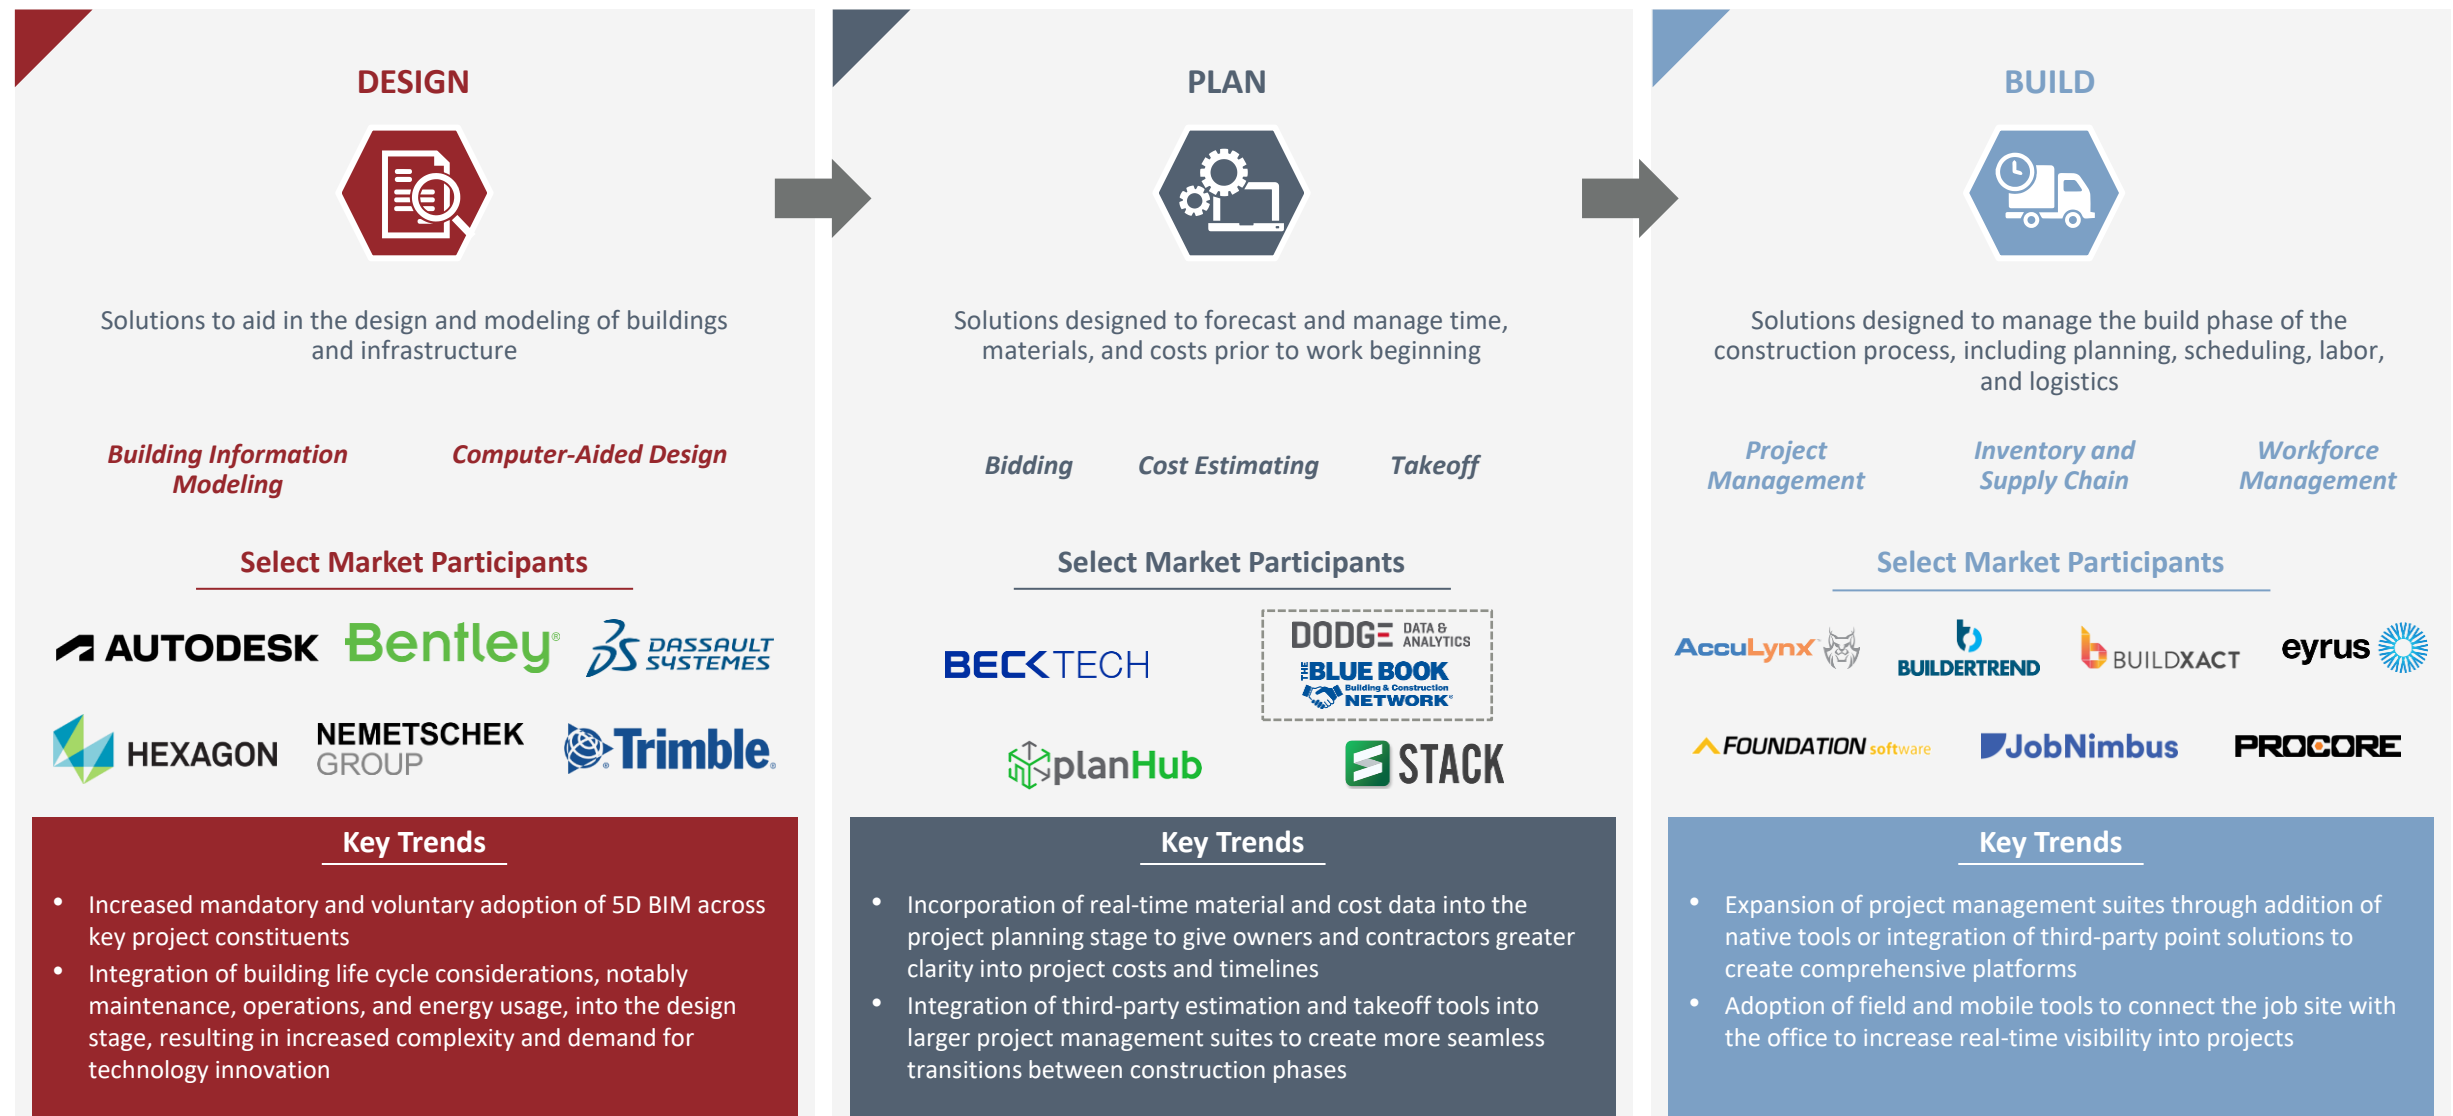 DESIGN
Solutions to aid in the design and modeling of buildings
and infrastructure
Building Information
Modeling
Computer-Aided Design
Select Market Participants
AUTODESK
Bentley®
DASSAULT
SYSTEMES
HEXAGON
NEMETSCHEK
GROUP
Trimble®
Key Trends
• Increased mandatory and voluntary adoption of 5D BIM across
key project constituents
• Integration of building life cycle considerations, notably
maintenance, operations, and energy usage, into the design
stage, resulting in increased complexity and demand for
technology innovation
PLAN
Solutions designed to forecast and manage time,
materials, and costs prior to work beginning
Bidding
Cost Estimating
Takeoff
Select Market Participants
BECK TECH
DODGE DATA &
ANALYTICS
THE BLUE BOOK
Building & Construction
NETWORK®
planHub
STACK
Key Trends
• Incorporation of real-time material and cost data into the
project planning stage to give owners and contractors greater
clarity into project costs and timelines
• Integration of third-party estimation and takeoff tools into
larger project management suites to create more seamless
transitions between construction phases
BUILD
Solutions designed to manage the build phase of the
construction process, including planning, scheduling, labor,
and logistics
Project
Management
Inventory and
Supply Chain
Workforce
Management
Select Market Participants
AccuLynx
BUILDERTREND
BUILDXACT
eyrus
FOUNDATION software
JobNimbus
PROCORE
Key Trends
• Expansion of project management suites through addition of
native tools or integration of third-party point solutions to
create comprehensive platforms
• Adoption of field and mobile tools to connect the job site with
the office to increase real-time visibility into projects